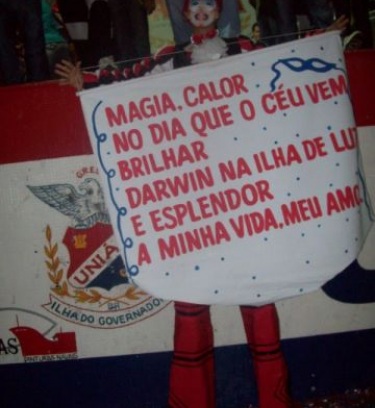 MAGIA, CALOR
NO DIA QUE O CÉU VEM
BRILHAR
DARWIN NA ILHA DE LUZ
E ESPLENDOR
A MINHA VIDA, MEU AMO
UNIÃO
ILHA DO GOVERNADOR